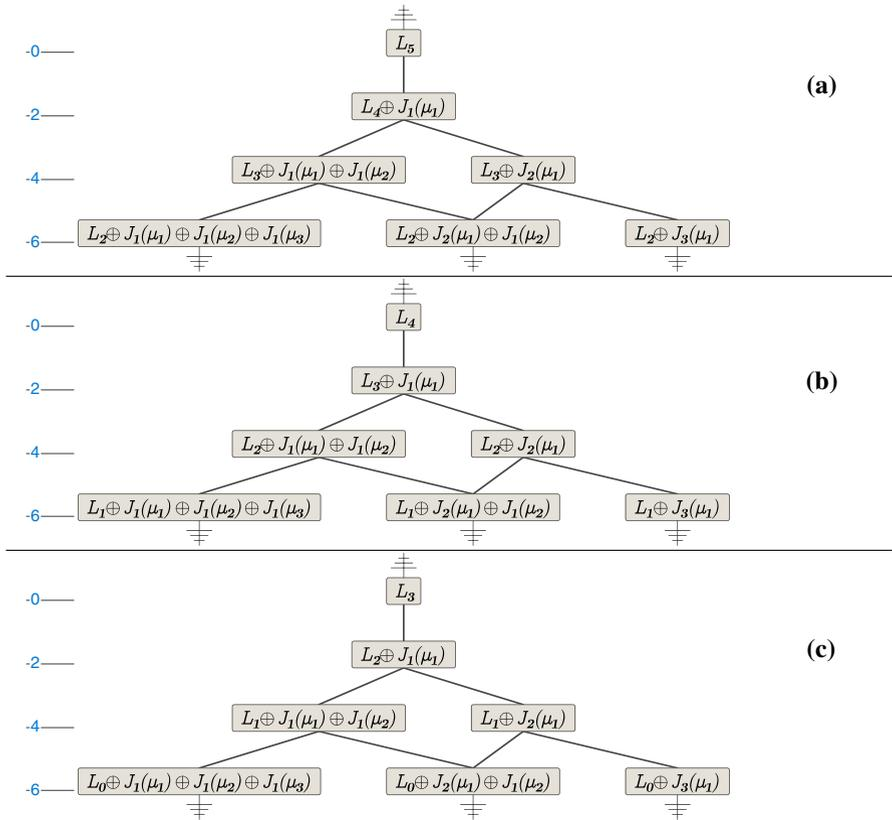 -0 L₅
(a)
-2 L₄⊕ J₁(μ₁)
-4 L₃⊕ J₁(μ₁) ⊕ J₁(μ₂) L₃⊕ J₂(μ₁)
-6 L₂⊕ J₁(μ₁) ⊕ J₁(μ₂) ⊕ J₁(μ₃) L₂⊕ J₂(μ₁) ⊕ J₁(μ₂) L₂⊕ J₃(μ₁)
-0 L₄
-2 L₃⊕ J₁(μ₁) (b)
-4 L₂⊕ J₁(μ₁) ⊕ J₁(μ₂) L₂⊕ J₂(μ₁)
-6 L₁⊕ J₁(μ₁) ⊕ J₁(μ₂) ⊕ J₁(μ₃) L₁⊕ J₂(μ₁) ⊕ J₁(μ₂) L₁⊕ J₃(μ₁)
-0 L₃
-2 L₂⊕ J₁(μ₁) (c)
-4 L₁⊕ J₁(μ₁) ⊕ J₁(μ₂) L₁⊕ J₂(μ₁)
-6 L₀⊕ J₁(μ₁) ⊕ J₁(μ₂) ⊕ J₁(μ₃) L₀⊕ J₂(μ₁) ⊕ J₁(μ₂) L₀⊕ J₃(μ₁)